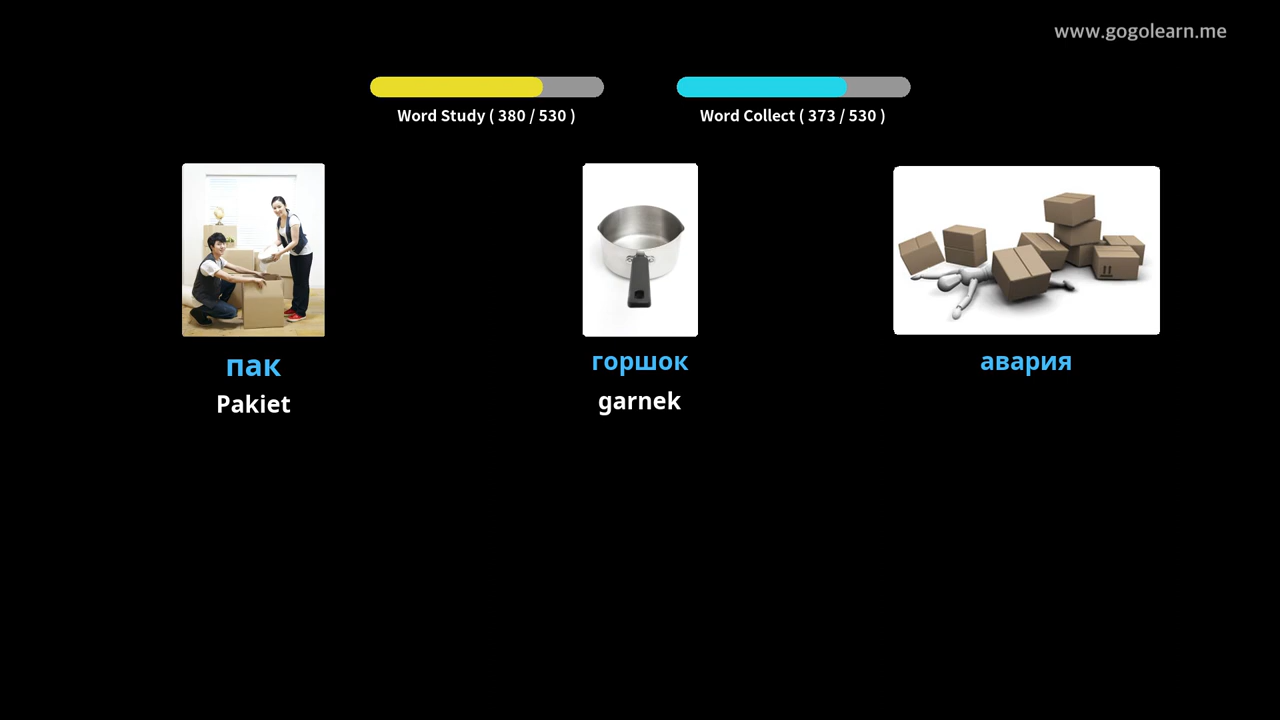 www.gogolearn.me
Word Study ( 380 / 530 )
Word Collect ( 373 / 530 )
пак
Pakiet
горшок
garnek
авария